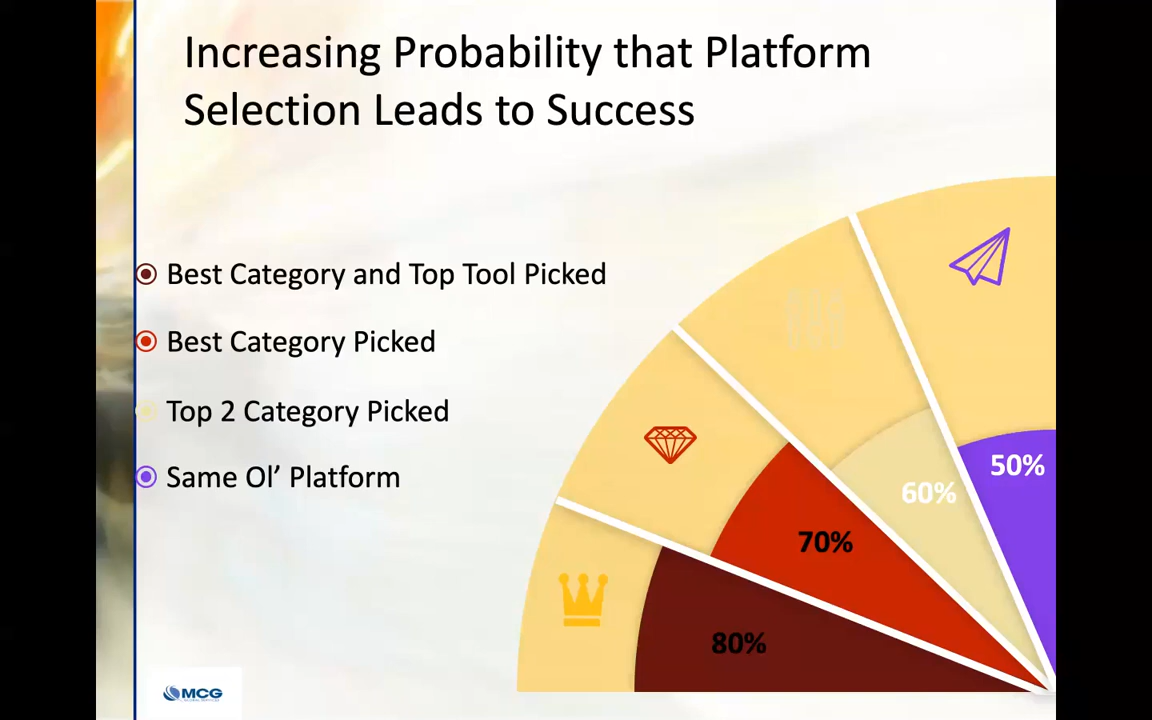 Increasing Probability that Platform
Selection Leads to Success
Best Category and Top Tool Picked
Best Category Picked
Top 2 Category Picked
Same Ol’ Platform
50%
60%
70%
80%
MCG